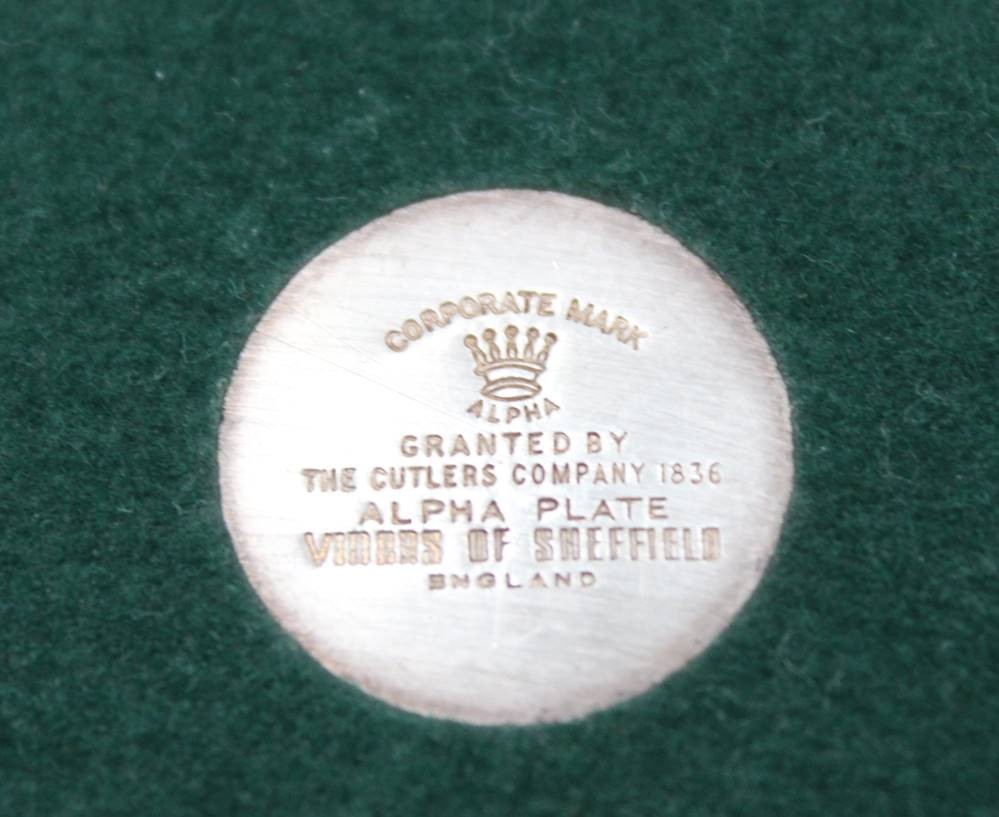 CORPORATE MARK
ALPHA
GRANTED BY
THE CUTLERS COMPANY 1836
ALPHA PLATE
VINERS OF SHEFFIELD
ENGLAND